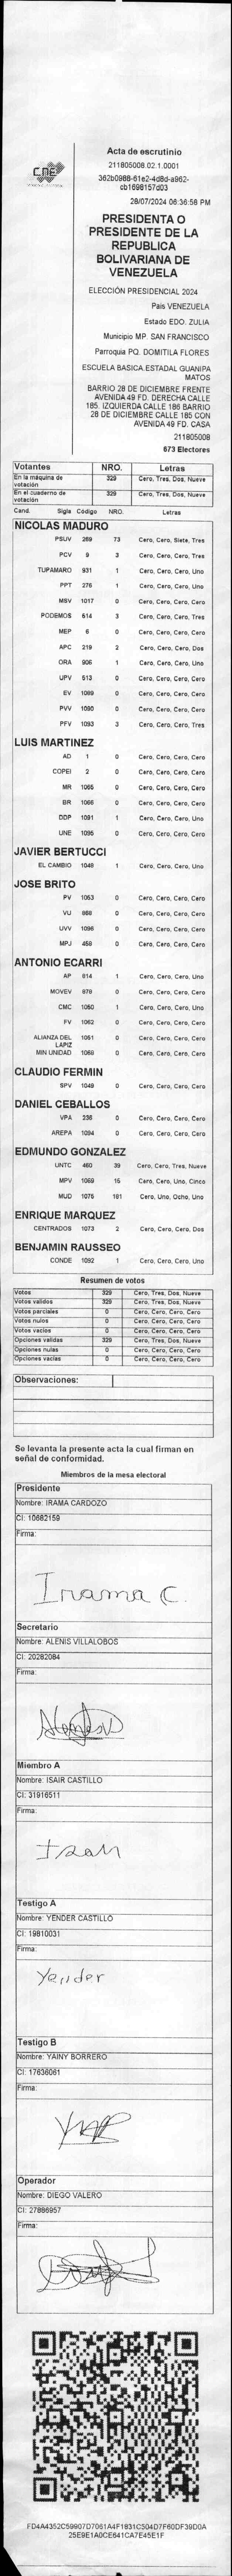 CNE
Acta de escrutinio
211805008.02.1.0001
362b0988-61e2-4d8d-a962-
cb1698157d03
28/07/2024 06:36:58 PM
PRESIDENTA O
PRESIDENTE DE LA
REPUBLICA
BOLIVARIANA DE
VENEZUELA
ELECCIÓN PRESIDENCIAL 2024
País VENEZUELA
Estado EDO. ZULIA
Municipio MP. SAN FRANCISCO
Parroquia PQ. DOMITILA FLORES
ESCUELA BASICA ESTADAL GUANIPA
MATOS
BARRIO 28 DE DICIEMBRE FRENTE
AVENIDA 49 FD. DERECHA CALLE
185. IZQUIERDA CALLE 186 BARRIO
28 DE DICIEMBRE CALLE 185 CON
AVENIDA 49 FD. CASA
211805008
673 Electores
Votantes NRO. Letras
En la máquina de votación 329 Cero, Tres, Dos, Nueve
En el cuaderno de votación 329 Cero, Tres, Dos, Nueve
Cand. Sigla Código NRO. Letras
NICOLAS MADURO
PSUV 269 73 Cero, Cero, Siete, Tres
PCV 9 3 Cero, Cero, Cero, Tres
TUPAMARO 931 1 Cero, Cero, Cero, Uno
PPT 276 1 Cero, Cero, Cero, Uno
MSV 1017 0 Cero, Cero, Cero, Cero
PODEMOS 614 3 Cero, Cero, Cero, Tres
MEP 6 0 Cero, Cero, Cero, Cero
APC 219 2 Cero, Cero, Cero, Dos
ORA 906 1 Cero, Cero, Cero, Uno
UPV 513 0 Cero, Cero, Cero, Cero
EV 1089 0 Cero, Cero, Cero, Cero
PVV 1090 0 Cero, Cero, Cero, Cero
PFV 1093 3 Cero, Cero, Cero, Tres
LUIS MARTINEZ
AD 1 0 Cero, Cero, Cero, Cero
COPEI 2 0 Cero, Cero, Cero, Cero
MR 1065 0 Cero, Cero, Cero, Cero
BR 1066 0 Cero, Cero, Cero, Cero
DDP 1091 1 Cero, Cero, Cero, Uno
UNE 1095 0 Cero, Cero, Cero, Cero
JAVIER BERTUCCI
EL CAMBIO 1048 1 Cero, Cero, Cero, Uno
JOSE BRITO
PV 1053 0 Cero, Cero, Cero, Cero
VU 868 0 Cero, Cero, Cero, Cero
UVV 1096 0 Cero, Cero, Cero, Cero
MPJ 458 0 Cero, Cero, Cero, Cero
ANTONIO ECARRI
AP 814 1 Cero, Cero, Cero, Uno
MOVEV 878 0 Cero, Cero, Cero, Cero
CMC 1050 1 Cero, Cero, Cero, Uno
FV 1062 0 Cero, Cero, Cero, Cero
ALIANZA DEL LAPIZ 1051 0 Cero, Cero, Cero, Cero
MIN UNIDAD 1068 0 Cero, Cero, Cero, Cero
CLAUDIO FERMIN
SPV 1049 0 Cero, Cero, Cero, Cero
DANIEL CEBALLOS
VPA 236 0 Cero, Cero, Cero, Cero
AREPA 1094 0 Cero, Cero, Cero, Cero
EDMUNDO GONZALEZ
UNTC 460 39 Cero, Cero, Tres, Nueve
MPV 1069 15 Cero, Cero, Uno, Cinco
MUD 1076 181 Cero, Uno, Ocho, Uno
ENRIQUE MARQUEZ
CENTRADOS 1073 2 Cero, Cero, Cero, Dos
BENJAMIN RAUSSEO
CONDE 1092 1 Cero, Cero, Cero, Uno
Resumen de votos
Votos 329 Cero, Tres, Dos, Nueve
Votos validos 329 Cero, Tres, Dos, Nueve
Votos parciales 0 Cero, Cero, Cero, Cero
Votos nulos 0 Cero, Cero, Cero, Cero
Votos vacios 0 Cero, Cero, Cero, Cero
Opciones validas 329 Cero, Tres, Dos, Nueve
Opciones nulas 0 Cero, Cero, Cero, Cero
Opciones vacias 0 Cero, Cero, Cero, Cero
Observaciones:
Se levanta la presente acta la cual firman en
señal de conformidad.
Miembros de la mesa electoral
Presidente
Nombre: IRAMA CARDOZO
CI: 10682159
Firma:
Irama C.
Secretario
Nombre: ALENIS VILLALOBOS
CI: 20282084
Firma:
Miembro A
Nombre: ISAIR CASTILLO
CI: 31916511
Firma:
Testigo A
Nombre: YENDER CASTILLO
CI: 19810031
Firma:
Yender
Testigo B
Nombre: YAINY BORRERO
CI: 17636061
Firma:
Operador
Nombre: DIEGO VALERO
CI: 27886957
Firma:
FD4A4352C59907D7061A4F1831C504D7F60DF39D0A
25E9E1A0CE641CA7E45E1F